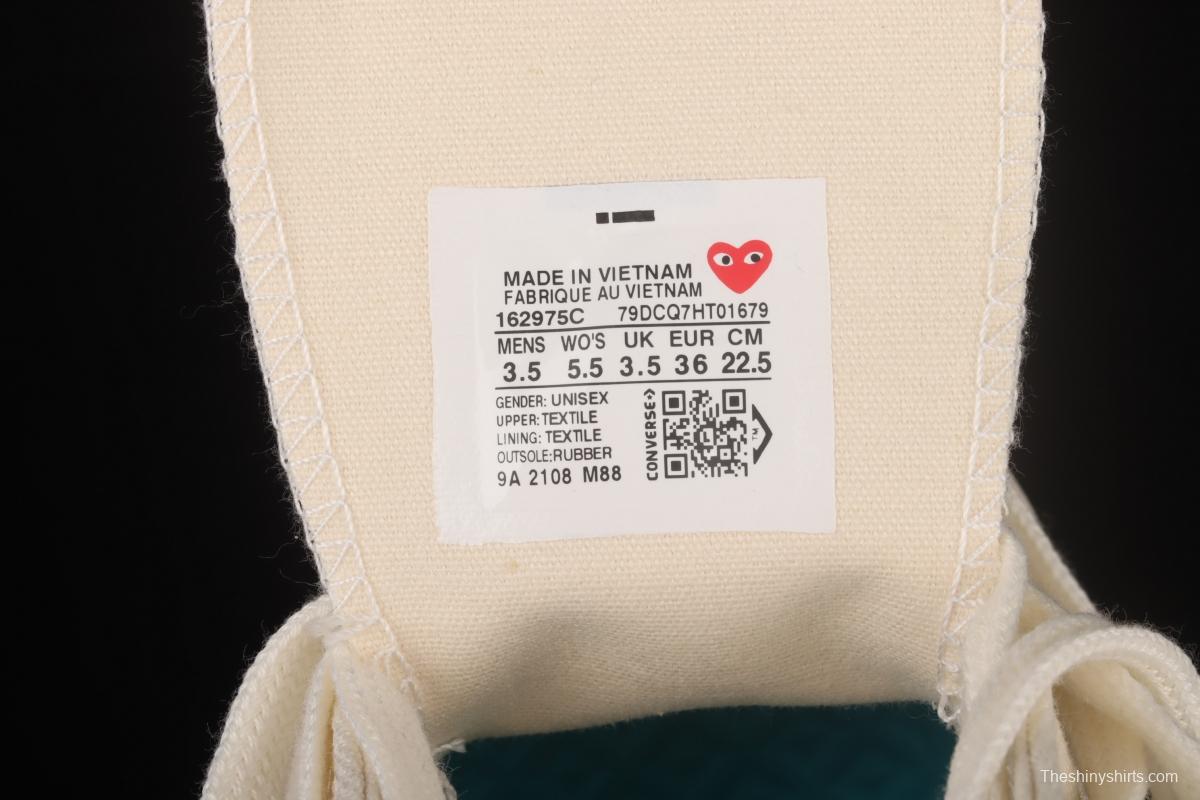 MADE IN VIETNAM
FABRIQUE AU VIETNAM
162975C 79DCQ7HT01679
MENS WO'S UK EUR CM
3.5 5.5 3.5 36 22.5
GENDER: UNISEX
UPPER: TEXTILE
LINING: TEXTILE
OUTSOLE:RUBBER
9A 2108 M88
CONVERSE
TM
Theshinyshirts.com